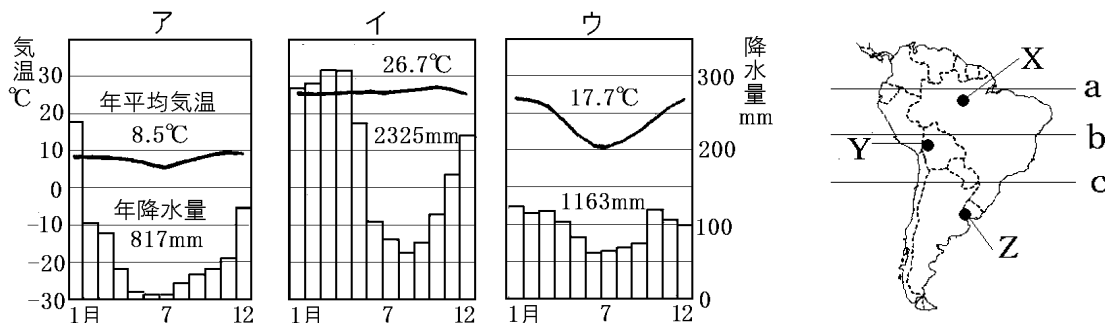 ア
イ
ウ
気温
℃
30
20
10
0
-10
-20
-30
年平均気温
8.5℃
年降水量
817mm
1月
7
12
26.7℃
2325mm
1月
7
12
17.7℃
1163mm
1月
7
12
降水量
mm
300
200
100
0
X
Y
Z
a
b
c